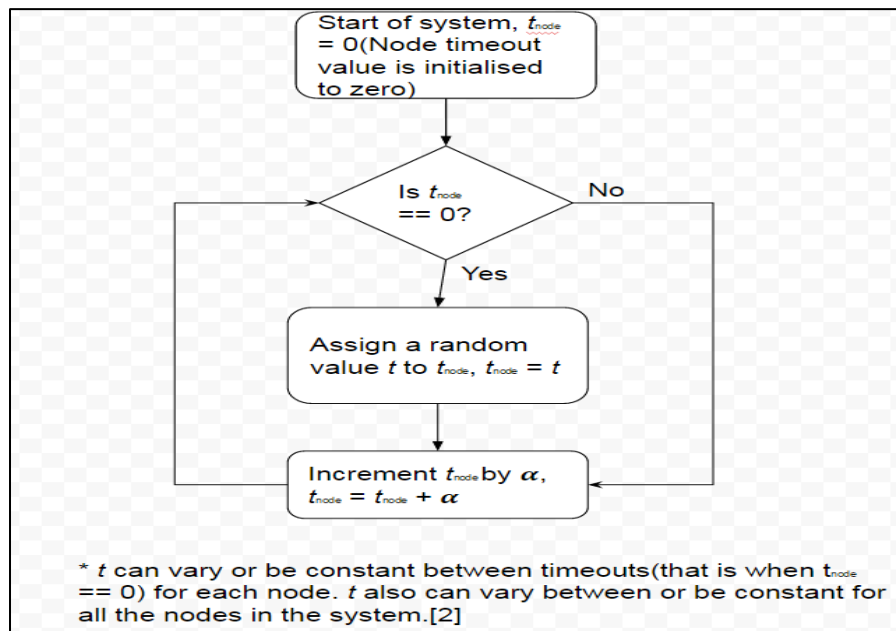 Start of system, tnode
= 0(Node timeout
value is initialised
to zero)
Is tnode
== 0?
No
Yes
Assign a random
value t to tnode, tnode = t
Increment tnode by α,
tnode = tnode + α
* t can vary or be constant between timeouts(that is when tnode
== 0) for each node. t also can vary between or be constant for
all the nodes in the system.[2]